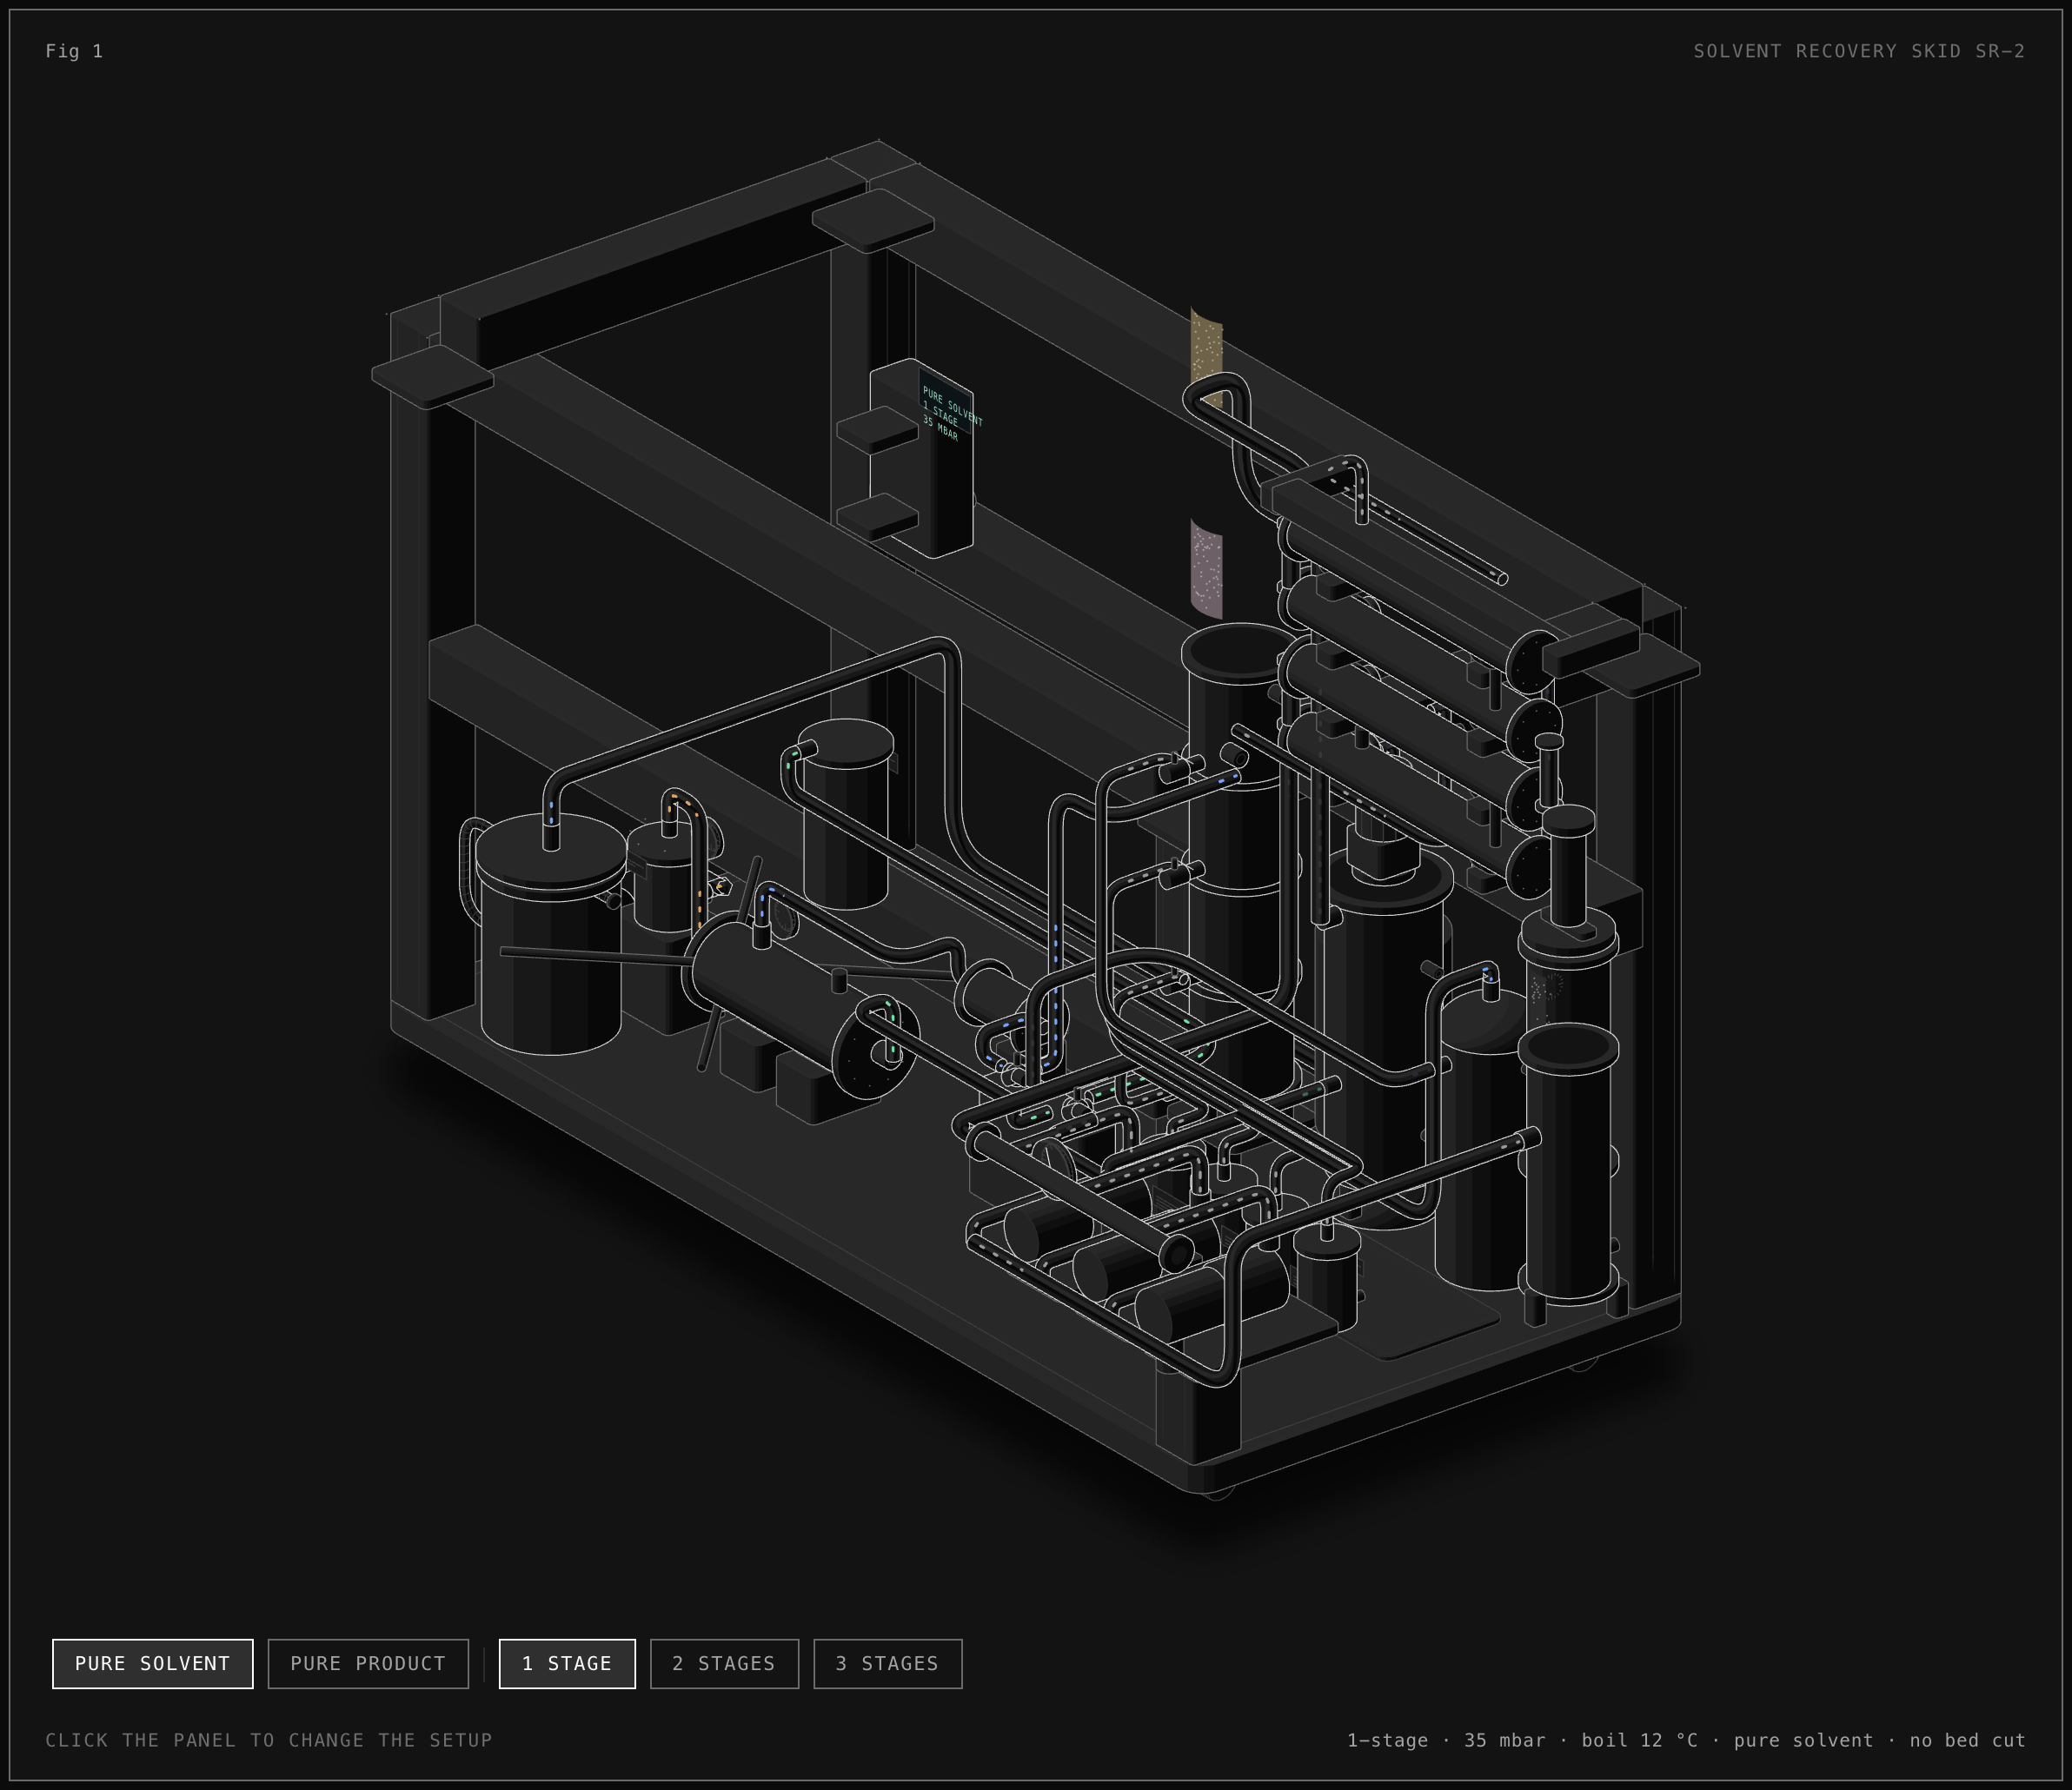 Fig 1
SOLVENT RECOVERY SKID SR−2
PURE SOLVENT
1 STAGE
35 MBAR
PURE SOLVENT
PURE PRODUCT
1 STAGE
2 STAGES
3 STAGES
CLICK THE PANEL TO CHANGE THE SETUP
1−stage · 35 mbar · boil 12 °C · pure solvent · no bed cut